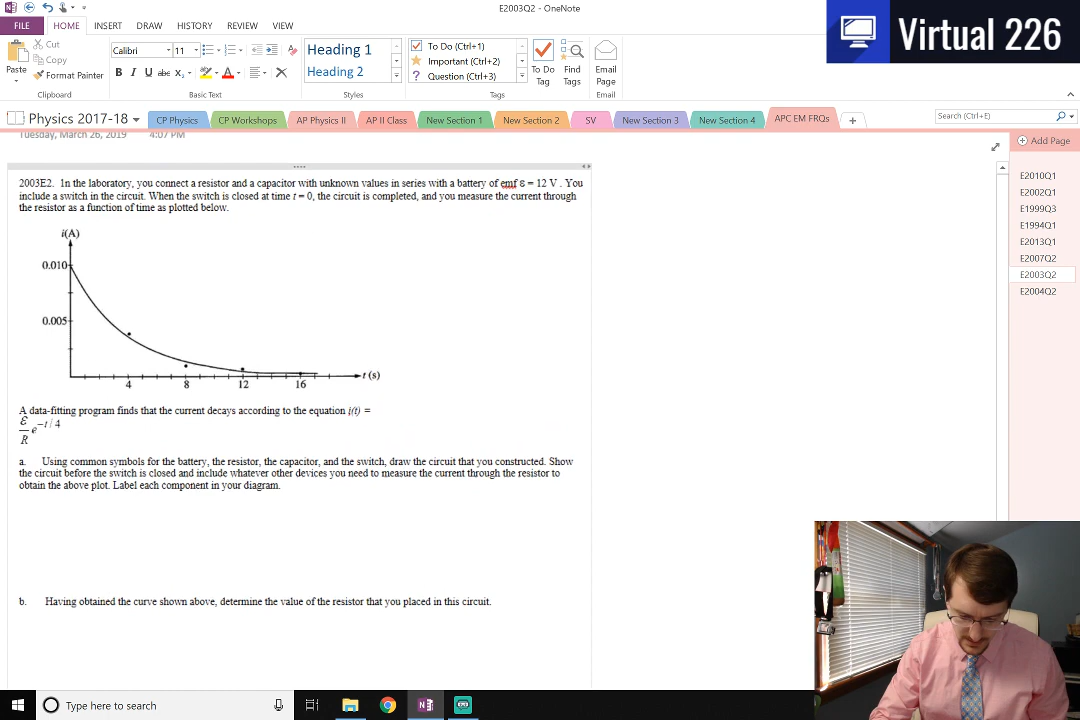 E2003Q2 - OneNote
FILE HOME INSERT DRAW HISTORY REVIEW VIEW
Virtual 226
Paste
Cut
Copy
Format Painter
Clipboard
Calibri 11
B I U abc X₂ A
Basic Text
Heading 1
Heading 2
Styles
To Do (Ctrl+1)
Important (Ctrl+2)
? Question (Ctrl+3)
Tags
To Do Tag
Find Tags
Email Page
Email
Physics 2017-18 CP Physics CP Workshops AP Physics II AP II Class New Section 1 New Section 2 SV New Section 3 New Section 4 APC EM FRQs + Search (Ctrl+E)
Tuesday, March 26, 2019 4:07 PM
Add Page
E2010Q1
E2002Q1
E1999Q3
E1994Q1
E2013Q1
E2007Q2
E2003Q2
E2004Q2
2003E2. In the laboratory, you connect a resistor and a capacitor with unknown values in series with a battery of emf ε = 12 V . You
include a switch in the circuit. When the switch is closed at time t = 0, the circuit is completed, and you measure the current through
the resistor as a function of time as plotted below.
i(A)
0.010
0.005
4 8 12 16 t (s)
A data-fitting program finds that the current decays according to the equation i(t) =
ε/R e^−t/4
a. Using common symbols for the battery, the resistor, the capacitor, and the switch, draw the circuit that you constructed. Show
the circuit before the switch is closed and include whatever other devices you need to measure the current through the resistor to
obtain the above plot. Label each component in your diagram.
b. Having obtained the curve shown above, determine the value of the resistor that you placed in this circuit.
Type here to search